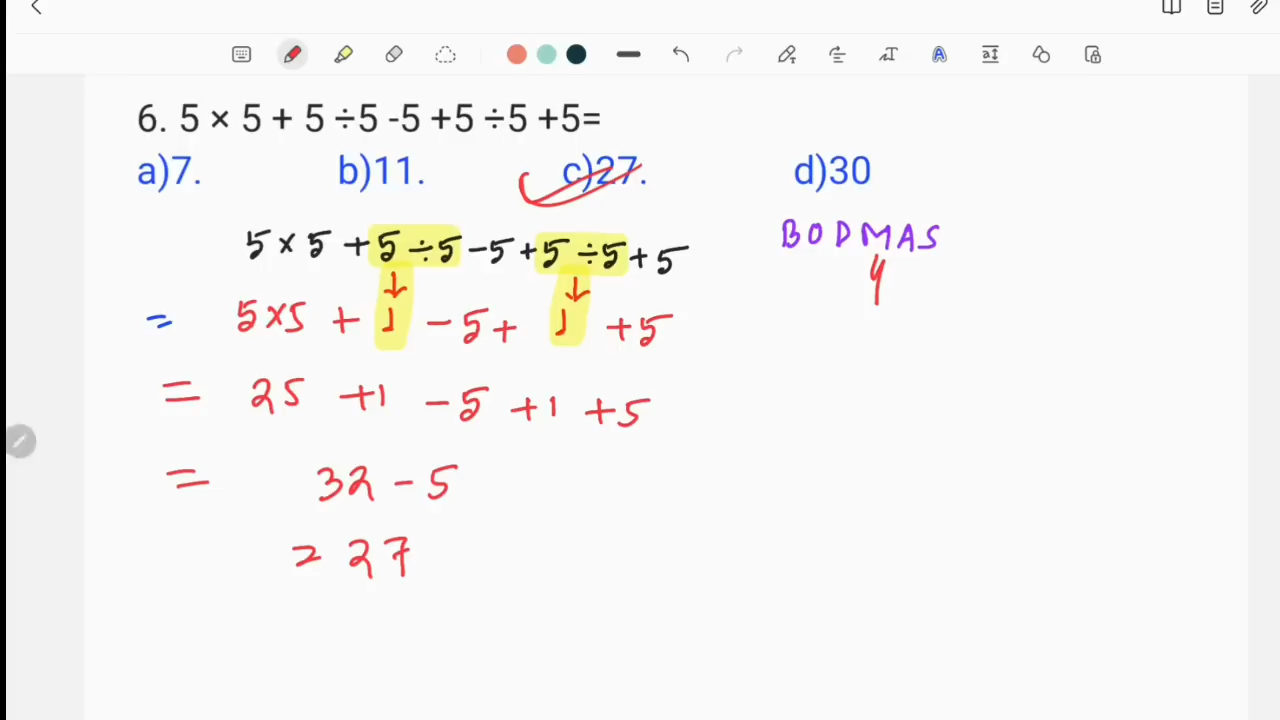 6. 5 × 5 + 5 ÷5 -5 +5 ÷5 +5=
a)7. b)11. c)27. d)30
5×5+5÷5-5+5÷5+5
BODMAS
= 5×5 + 1 -5+ 1 +5
= 25 +1 -5 +1 +5
= 32-5
= 27